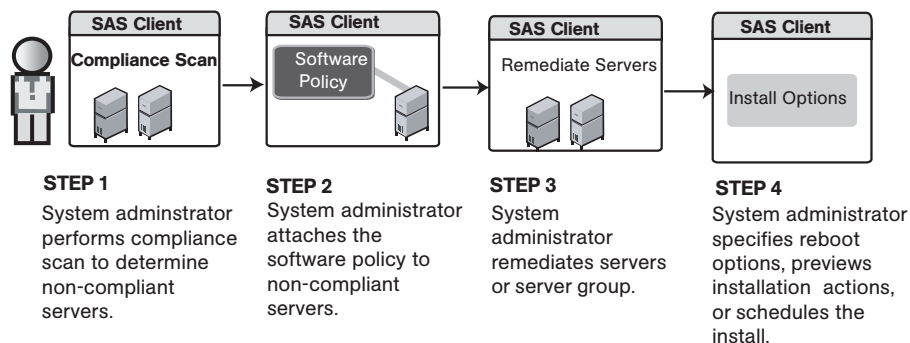 SAS Client
Compliance Scan
SAS Client
Software
Policy
SAS Client
Remediate Servers
SAS Client
Install Options
STEP 1
System adminstrator
performs compliance
scan to determine
non-compliant
servers.
STEP 2
System administrator
attaches the
software policy to
non-compliant
servers.
STEP 3
System
administrator
remediates servers
or server group.
STEP 4
System administrator
specifies reboot
options, previews
installation actions,
or schedules the
install.